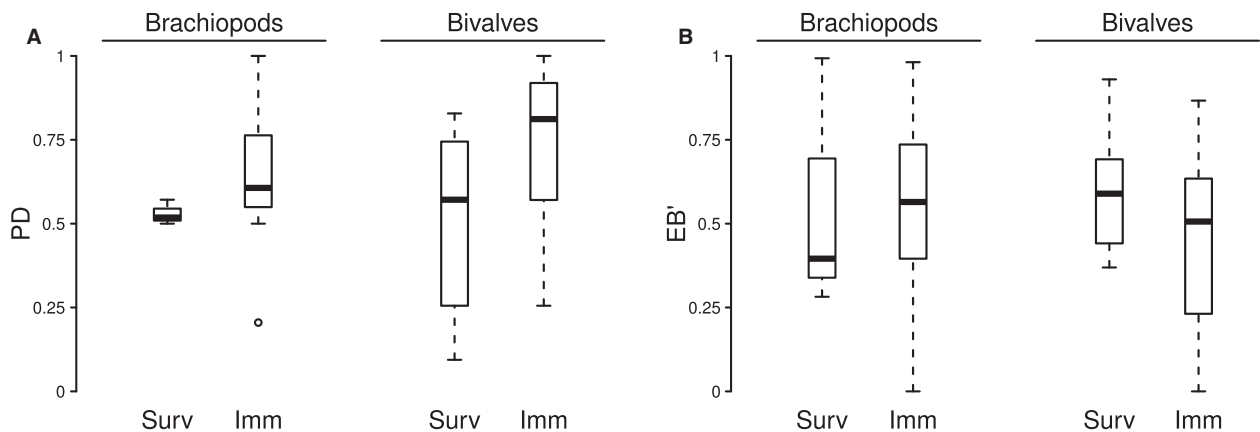 A
Brachiopods
Bivalves
1
0.75
0.5
0.25
0
PD
Surv
Imm
Surv
Imm
B
Brachiopods
Bivalves
1
0.75
0.5
0.25
0
EB'
Surv
Imm
Surv
Imm